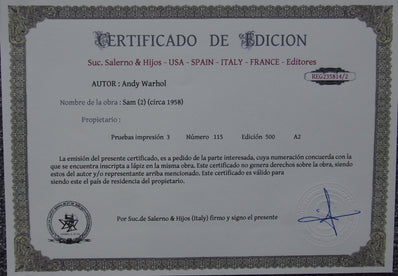 CERTIFICADO DE EDICION
Suc. Salerno & Hijos - USA - SPAIN - ITALY - FRANCE - Editores
REG235814/2
AUTOR : Andy Warhol
Nombre de la obra : Sam (2) (circa 1958)
Propietario :
Pruebas impresión 3 Número 115 Edición 500 A2
La emisión del presente certificado, es a pedido de la parte interesada, cuya numeración concuerda con la
que se encuentra inscripta a lápiz en la misma obra. Este certificado no genera derechos sobre la obra, siendo
estos del autor y/o representante arriba mencionado. Este certificado es válido para
siendo este el país de residencia del propietario.
Por Suc.de Salerno & Hijos (Italy) firmo y signo el presente